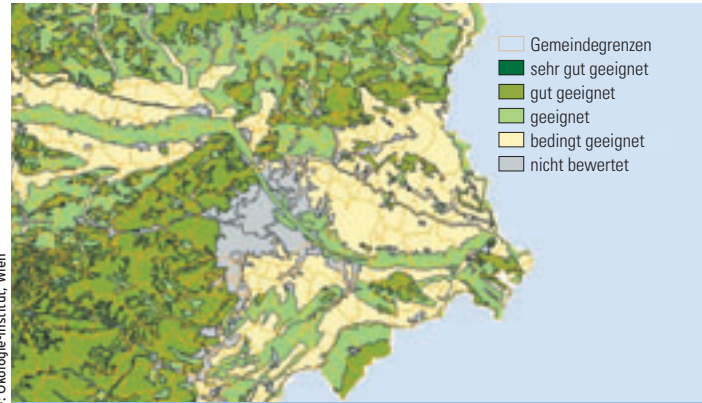 Gemeindegrenzen
sehr gut geeignet
gut geeignet
geeignet
bedingt geeignet
nicht bewertet
Ökologie-Institut, Wien